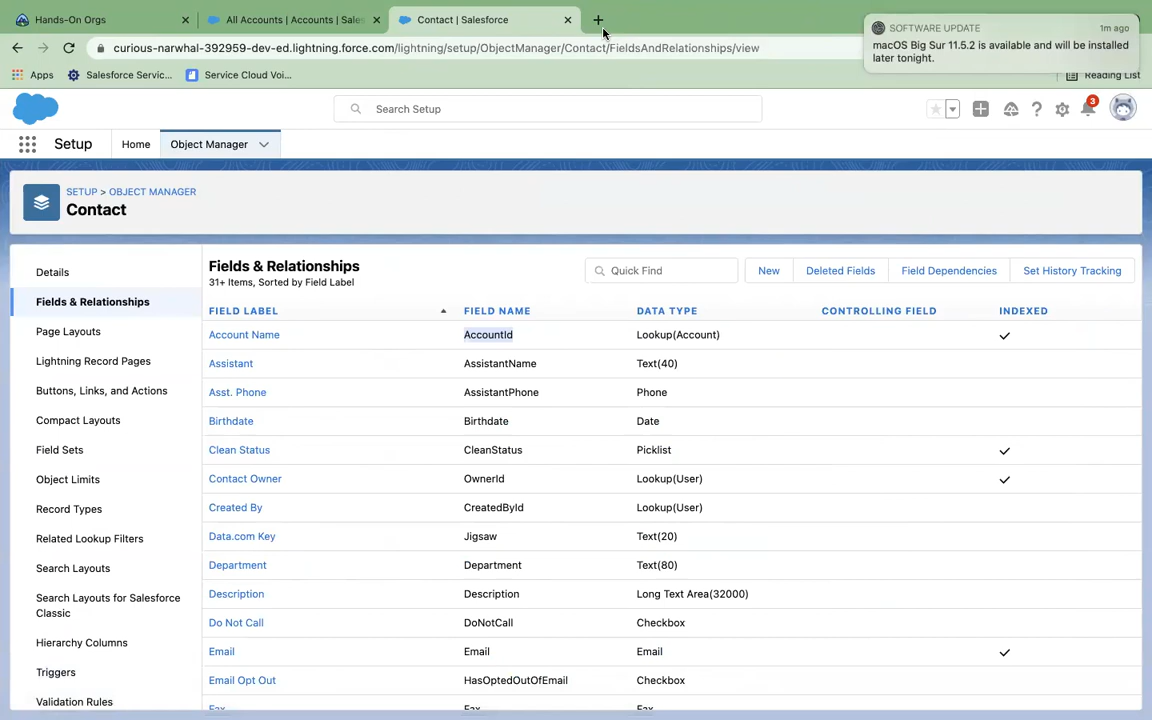 Hands-On Orgs
All Accounts | Accounts | Sales
Contact | Salesforce
SOFTWARE UPDATE 1m ago
macOS Big Sur 11.5.2 is available and will be installed
later tonight.
curious-narwhal-392959-dev-ed.lightning.force.com/lightning/setup/ObjectManager/Contact/FieldsAndRelationships/view
Apps Salesforce Servic... Service Cloud Voi... Reading List
Search Setup
3
Setup Home Object Manager
SETUP > OBJECT MANAGER
Contact
Details
Fields & Relationships
Page Layouts
Lightning Record Pages
Buttons, Links, and Actions
Compact Layouts
Field Sets
Object Limits
Record Types
Related Lookup Filters
Search Layouts
Search Layouts for Salesforce
Classic
Hierarchy Columns
Triggers
Validation Rules
Fields & Relationships
31+ Items, Sorted by Field Label
Quick Find New Deleted Fields Field Dependencies Set History Tracking
FIELD LABEL FIELD NAME DATA TYPE CONTROLLING FIELD INDEXED
Account Name AccountId Lookup(Account)
Assistant AssistantName Text(40)
Asst. Phone AssistantPhone Phone
Birthdate Birthdate Date
Clean Status CleanStatus Picklist
Contact Owner OwnerId Lookup(User)
Created By CreatedById Lookup(User)
Data.com Key Jigsaw Text(20)
Department Department Text(80)
Description Description Long Text Area(32000)
Do Not Call DoNotCall Checkbox
Email Email Email
Email Opt Out HasOptedOutOfEmail Checkbox
Fax Fax Fax